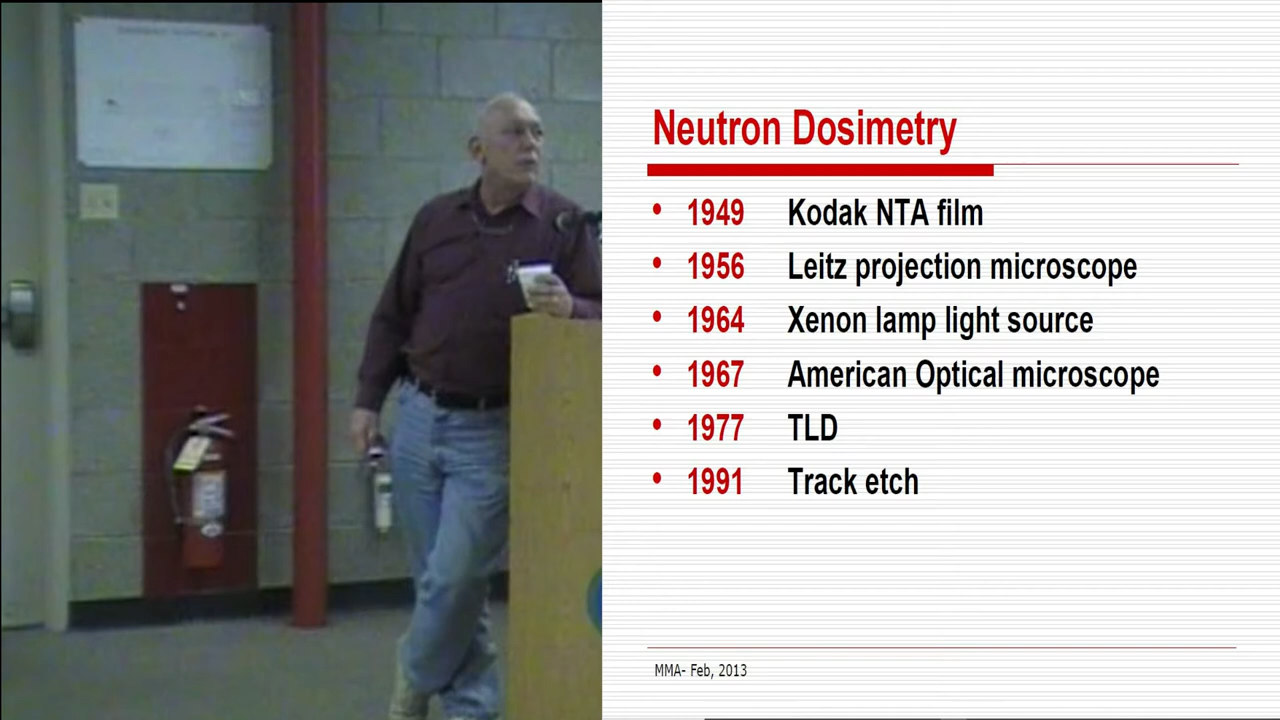 Neutron Dosimetry
• 1949 Kodak NTA film
• 1956 Leitz projection microscope
• 1964 Xenon lamp light source
• 1967 American Optical microscope
• 1977 TLD
• 1991 Track etch
MMA- Feb, 2013